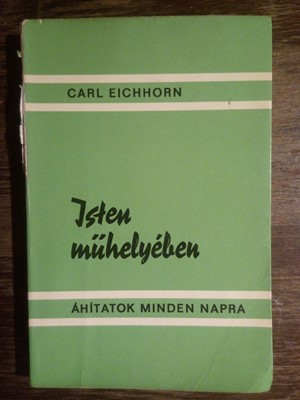 CARL EICHHORN
Isten
műhelyében
ÁHÍTATOK MINDEN NAPRA